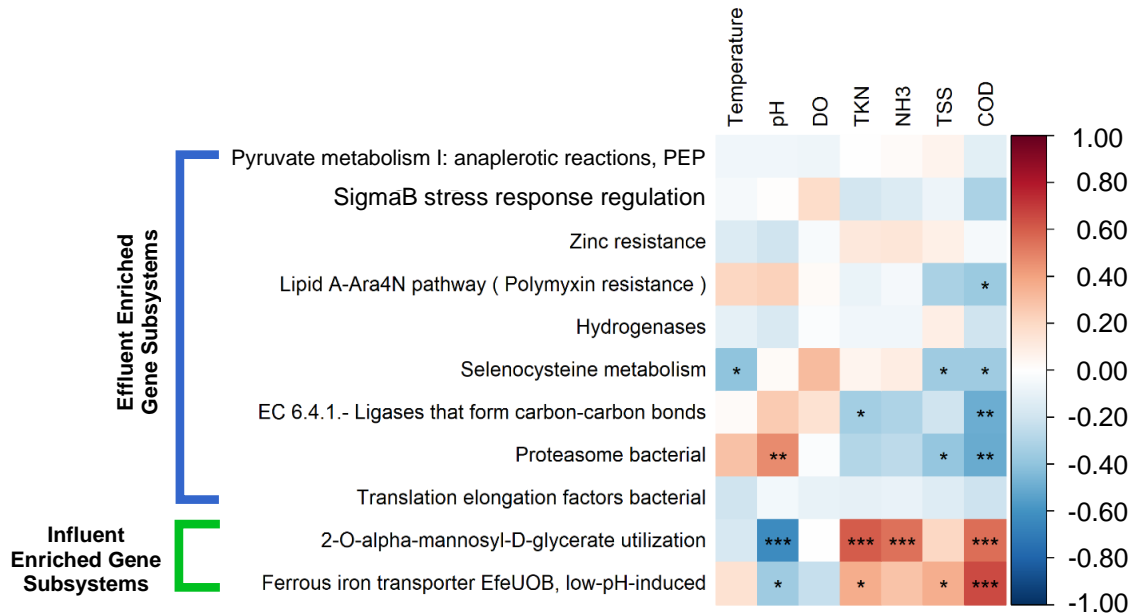 Temperature
pH
DO
TKN
NH3
TSS
COD
Effluent Enriched
Gene Subsystems
Pyruvate metabolism I: anaplerotic reactions, PEP
SigmaB stress response regulation
Zinc resistance
Lipid A-Ara4N pathway ( Polymyxin resistance )
*
Hydrogenases
Selenocysteine metabolism
* * *
EC 6.4.1.- Ligases that form carbon-carbon bonds
* **
Proteasome bacterial
** * **
Translation elongation factors bacterial
Influent
Enriched Gene
Subsystems
2-O-alpha-mannosyl-D-glycerate utilization
*** *** *** ***
Ferrous iron transporter EfeUOB, low-pH-induced
* * * ***
1.00
0.80
0.60
0.40
0.20
0.00
-0.20
-0.40
-0.60
-0.80
-1.00